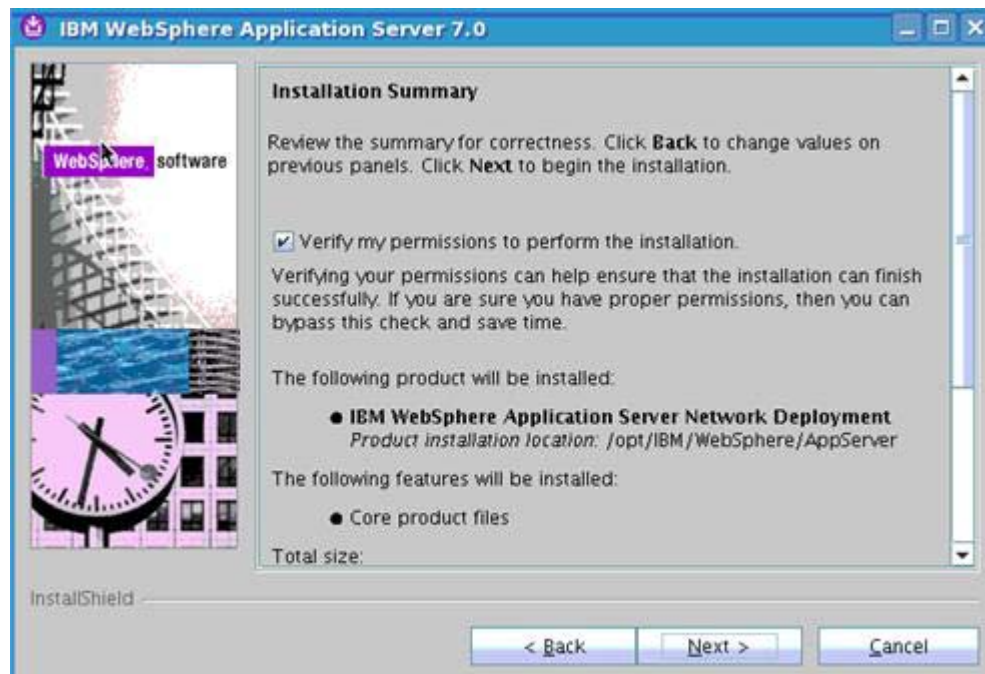 IBM WebSphere Application Server 7.0
WebSphere. software
Installation Summary
Review the summary for correctness. Click Back to change values on
previous panels. Click Next to begin the installation.
Verify my permissions to perform the installation.
Verifying your permissions can help ensure that the installation can finish
successfully. If you are sure you have proper permissions, then you can
bypass this check and save time.
The following product will be installed:
● IBM WebSphere Application Server Network Deployment
Product installation location: /opt/IBM/WebSphere/AppServer
The following features will be installed:
● Core product files
Total size:
InstallShield
< Back
Next >
Cancel